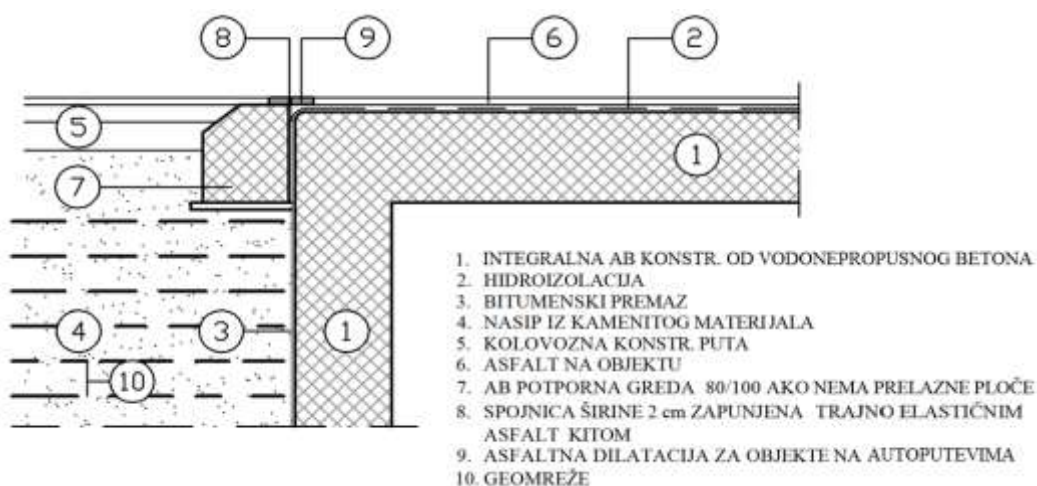 8 9 6 2
5
1
7
1. INTEGRALNA AB KONSTR. OD VODONEPROPUSNOG BETONA
2. HIDROIZOLACIJA
3. BITUMENSKI PREMAZ
4 3 1
4. NASIP IZ KAMENITOG MATERIJALA
5. KOLOVOZNA KONSTR. PUTA
10
6. ASFALT NA OBJEKTU
7. AB POTPORNA GREDA 80/100 AKO NEMA PRELAZNE PLOČE
8. SPOJNICA ŠIRINE 2 cm ZAPUNJENA TRAJNO ELASTIČNIM
ASFALT KITOM
9. ASFALTNA DILATACIJA ZA OBJEKTE NA AUTOPUTEVIMA
10. GEOMREŽE